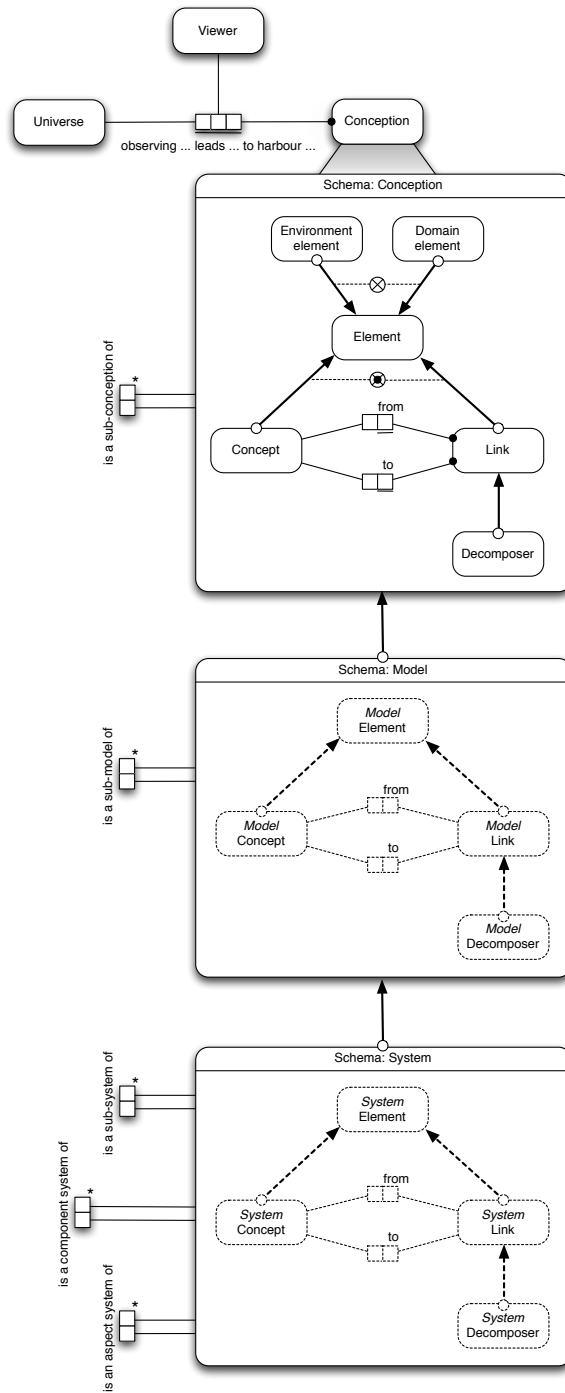 Viewer
Universe
Conception
observing ... leads ... to harbour ...
Schema: Conception
Environment
element
Domain
element
Element
is a sub-conception of
*
from
Concept
Link
to
Decomposer
Schema: Model
Model
Element
is a sub-model of
*
from
Model
Concept
Model
Link
to
Model
Decomposer
Schema: System
is a sub-system of
*
System
Element
is a component system of
*
from
System
Concept
System
Link
to
is an aspect system of
*
System
Decomposer